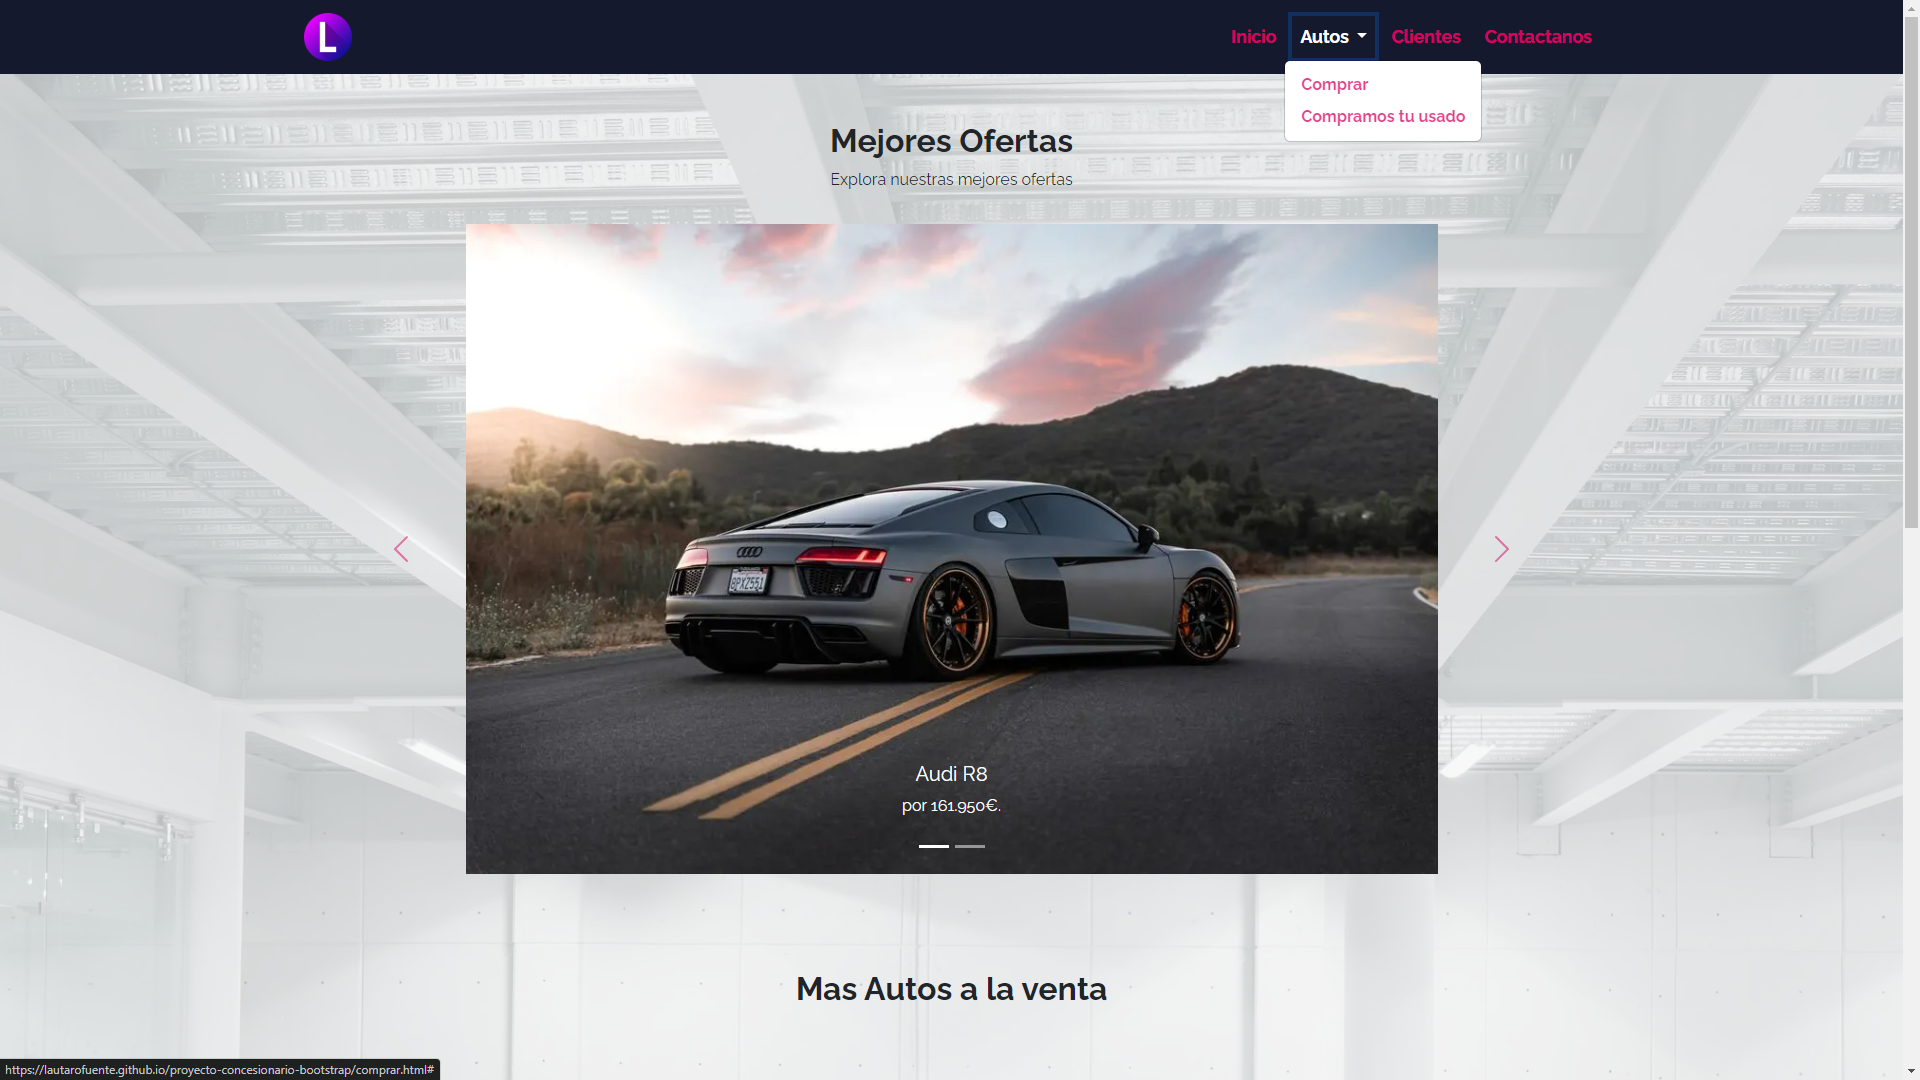 L
Inicio Autos Clientes Contactanos
Comprar
Compramos tu usado
Mejores Ofertas
Explora nuestras mejores ofertas
8PXZ551
Audi R8
por 161.950€.
Mas Autos a la venta
https://lautarofuente.github.io/proyecto-concesionario-bootstrap/comprar.html#